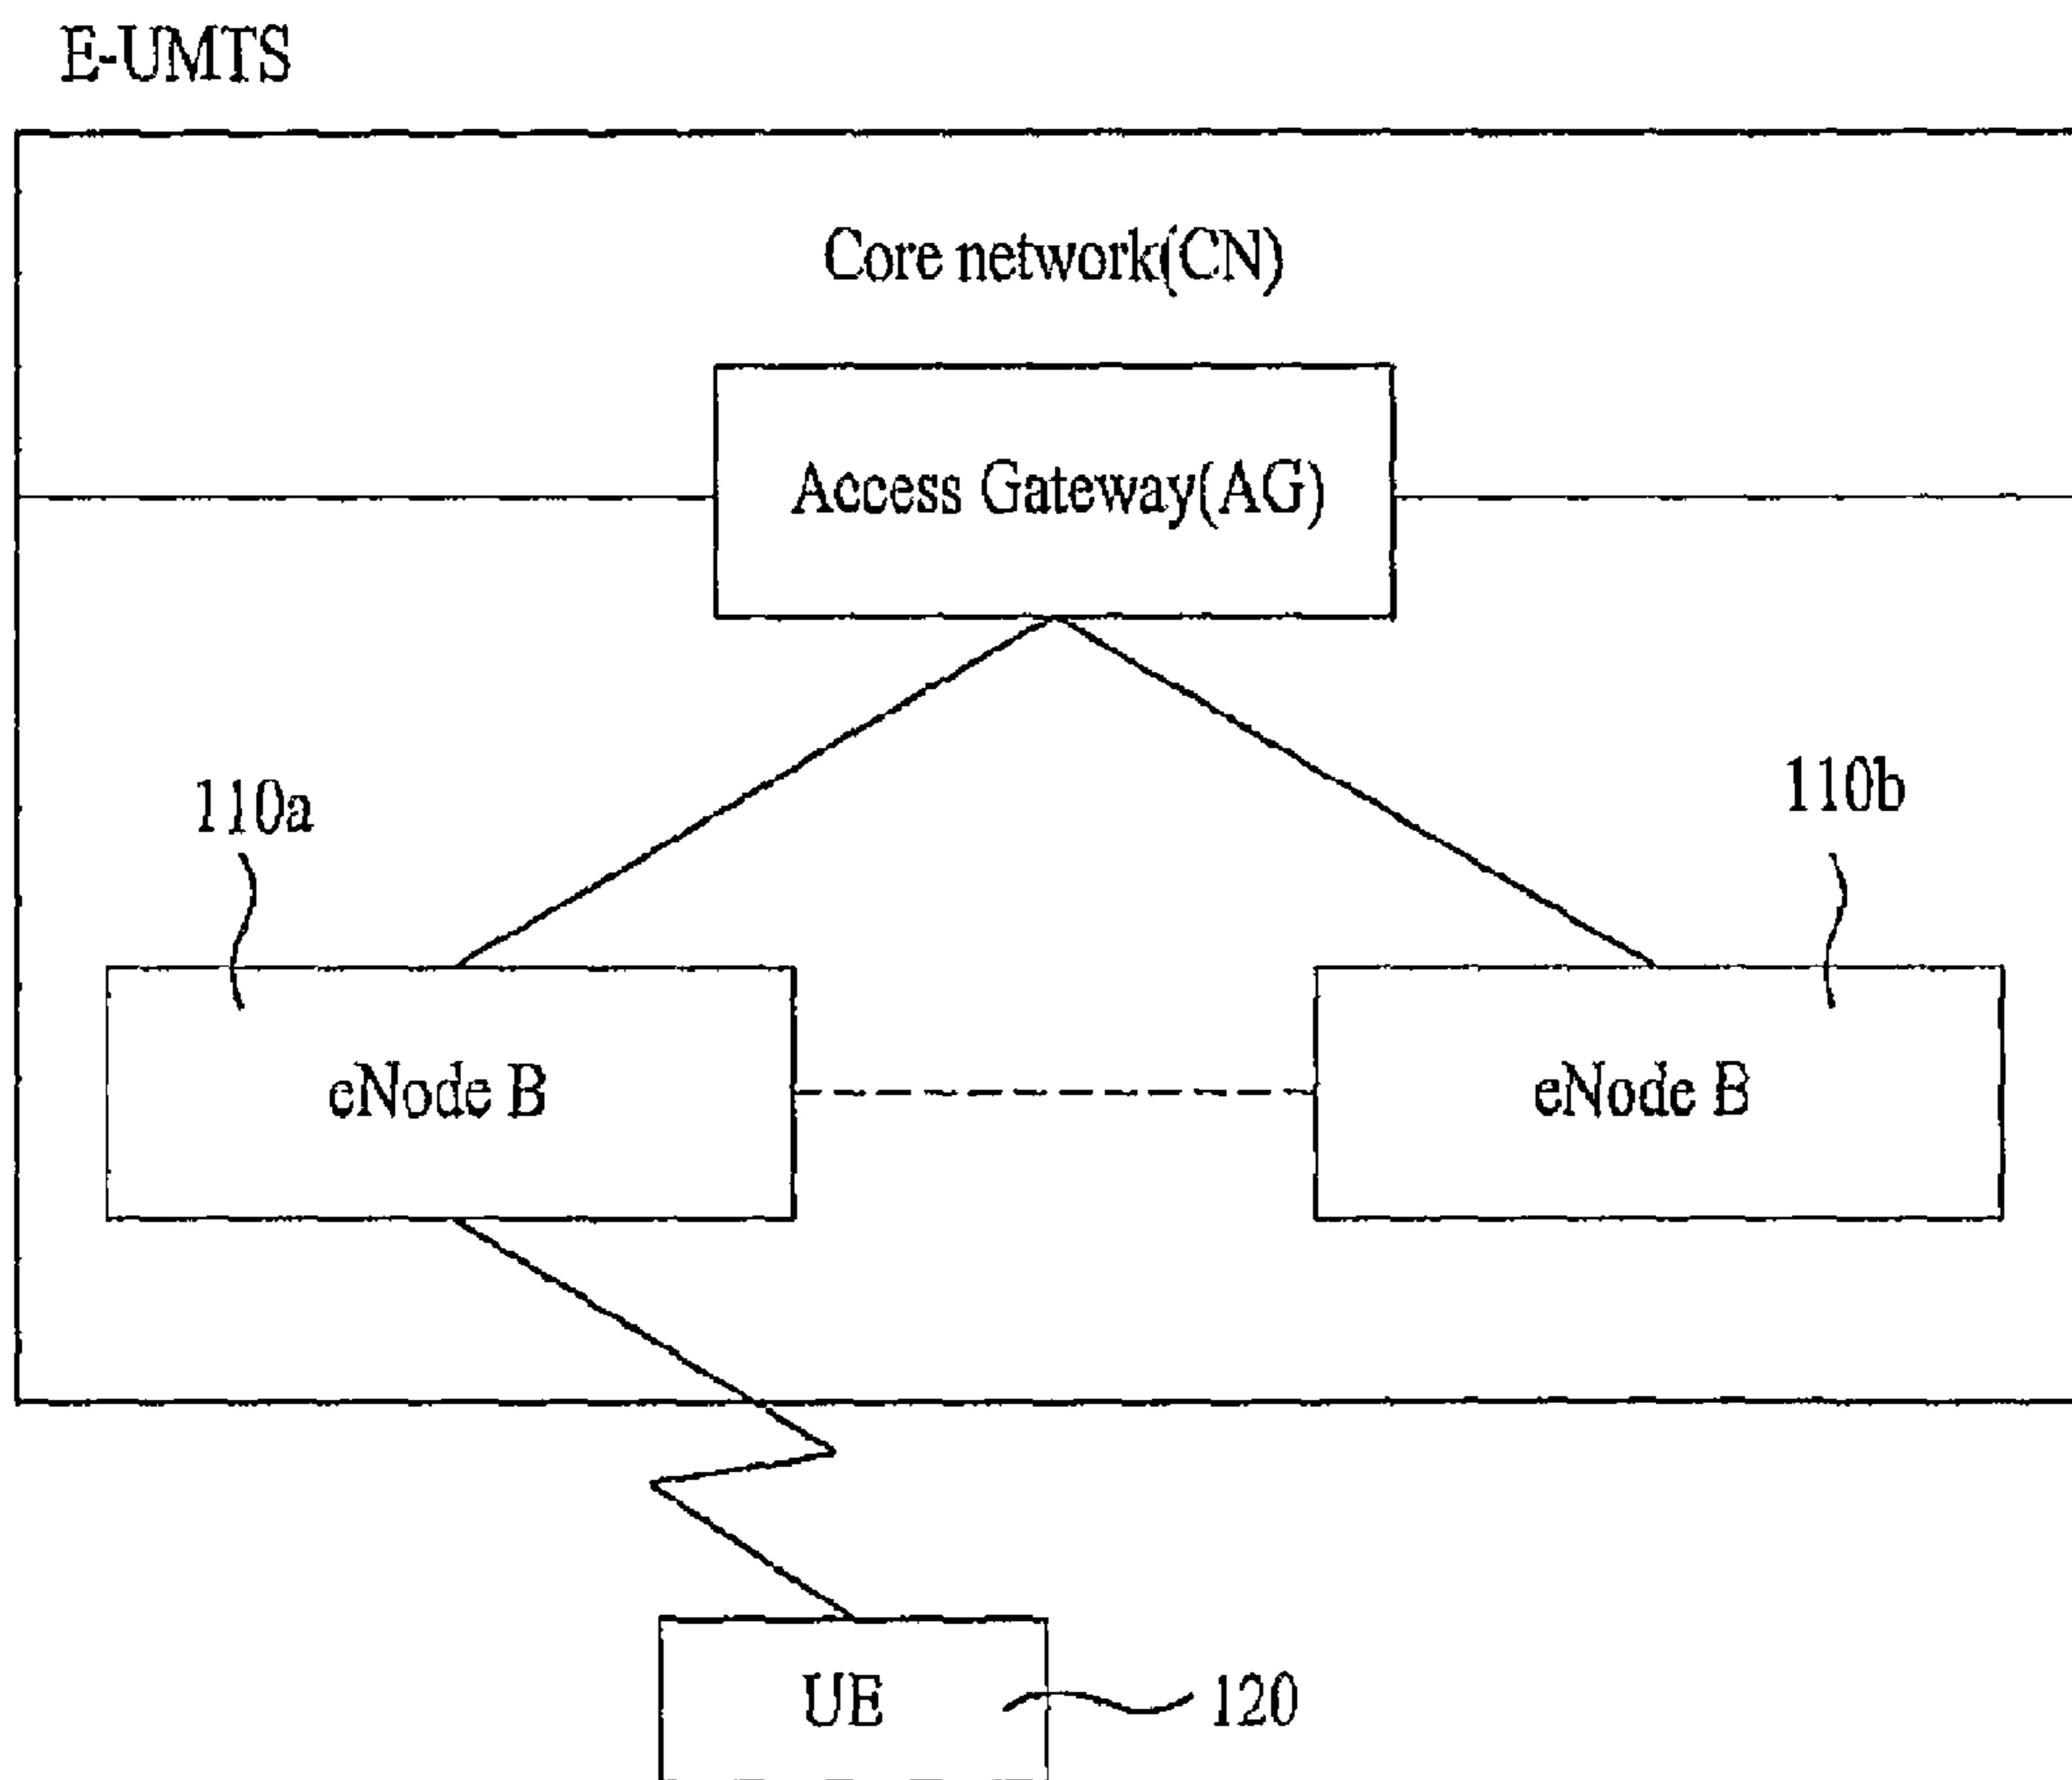 E-UMTS
Core network(CN)
Access Gateway(AG)
110a
110b
eNode B
eNode B
UE
120